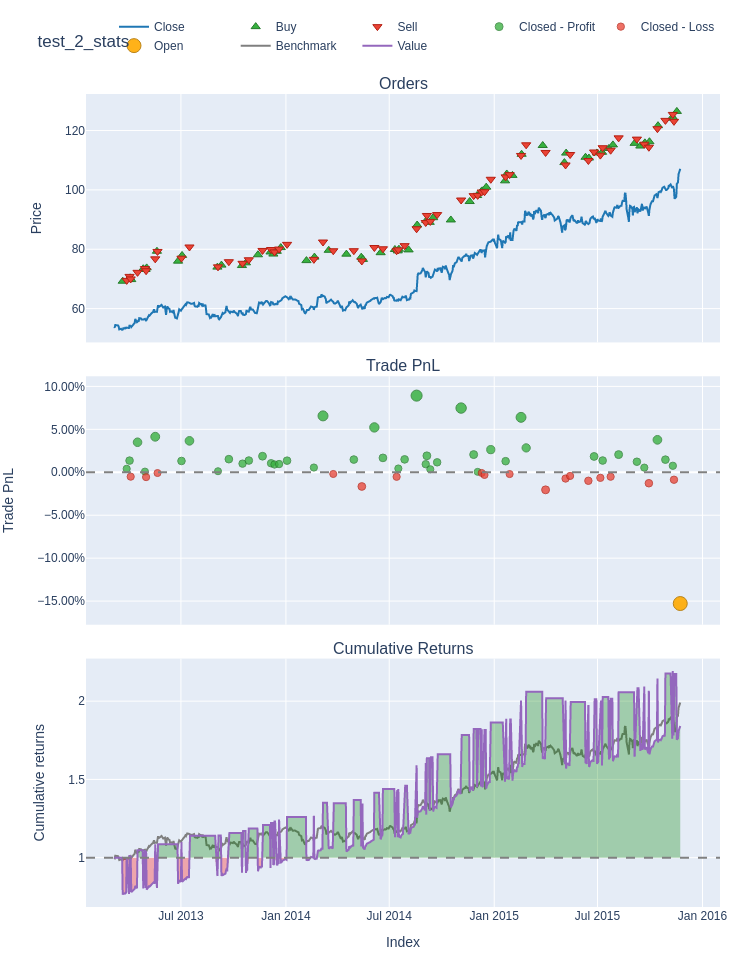 Close
Buy
Sell
Closed - Profit
Closed - Loss
test_2_stats
Open
Benchmark
Value
Orders
120
100
80
60
Price
Trade PnL
10.00%
5.00%
0.00%
−5.00%
−10.00%
−15.00%
Trade PnL
Cumulative Returns
2
1.5
1
Cumulative returns
Jul 2013
Jan 2014
Jul 2014
Jan 2015
Jul 2015
Jan 2016
Index